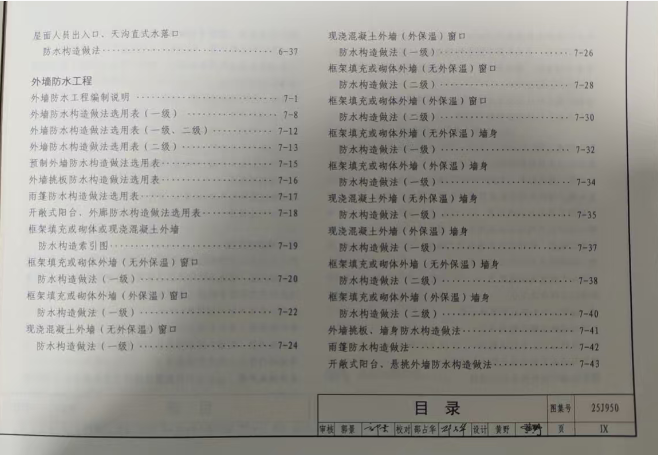 屋面人员出入口、天沟直式水落口
防水构造做法 6-37
外墙防水工程
外墙防水工程编制说明 7-1
外墙防水构造做法选用表(一级) 7-8
外墙防水构造做法选用表(一级、二级) 7-12
外墙防水构造做法选用表(二级) 7-13
预制外墙防水构造做法选用表 7-15
外墙挑板防水构造做法选用表 7-16
雨蓬防水构造做法选用表 7-17
开敞式阳台、外廊防水构造做法选用表 7-18
框架填充或砌体或现浇混凝土外墙
防水构造索引图 7-19
框架填充或砌体外墙(无外保温)窗口
防水构造做法(一级) 7-20
框架填充或砌体外墙(外保温)窗口
防水构造做法(一级) 7-22
现浇混凝土外墙(无外保温)窗口
防水构造做法(一级) 7-24
现浇混凝土外墙(外保温)窗口
防水构造做法(一级) 7-26
框架填充或砌体外墙(无外保温)窗口
防水构造做法(二级) 7-28
框架填充或砌体外墙(外保温)窗口
防水构造做法(二级) 7-30
框架填充或砌体外墙(无外保温)墙身
防水构造做法(一级) 7-32
框架填充或砌体外墙(外保温)墙身
防水构造做法(一级) 7-34
现浇混凝土外墙(无外保温)墙身
防水构造做法(一级) 7-35
现浇混凝土外墙(外保温)墙身
防水构造做法(一级) 7-37
框架填充或砌体外墙(无外保温)墙身
防水构造做法(二级) 7-38
框架填充或砌体外墙(外保温)墙身
防水构造做法(二级) 7-40
外墙挑板、墙身防水构造做法 7-41
雨蓬防水构造做法 7-42
开敞式阳台、悬挑外墙防水构造做法 7-43
目录 图集号 25J950
审核 郭景 校对 邵占华 设计 黄野 页 IX